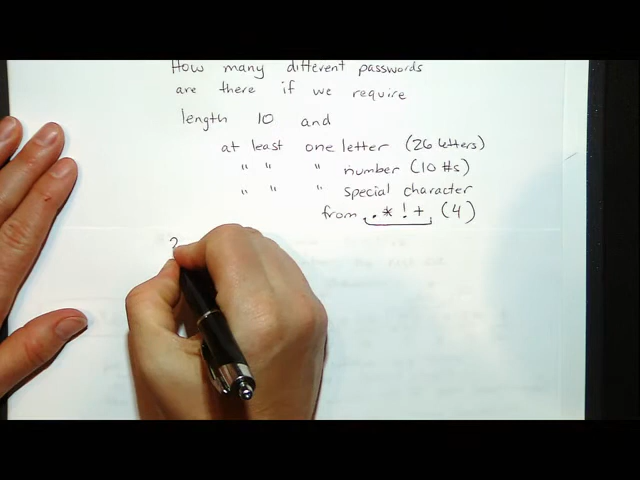 How many different passwords
are there if we require
length 10 and
at least one letter (26 letters)
" " " number (10 #s)
" " " special character
from . * ! + (4)
2